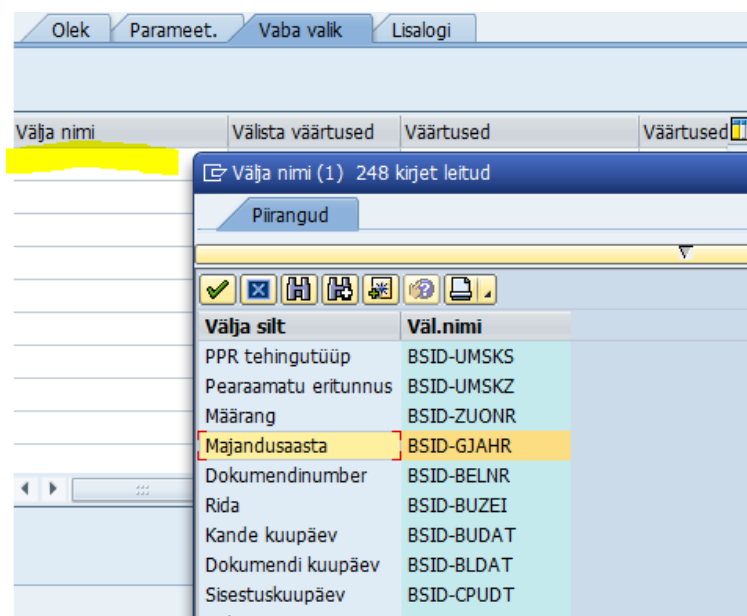 Olek Parameet. Vaba valik Lisalogi
Välja nimi Välista väärtused Väärtused Väärtused
Välja nimi (1) 248 kirjet leitud
Piirangud
Välja silt Väl.nimi
PPR tehingutüüp BSID-UMSKS
Pearaamatu eritunnus BSID-UMSKZ
Määrang BSID-ZUONR
Majandusaasta BSID-GJAHR
Dokumendinumber BSID-BELNR
Rida BSID-BUZEI
Kande kuupäev BSID-BUDAT
Dokumendi kuupäev BSID-BLDAT
Sisestuskuupäev BSID-CPUDT